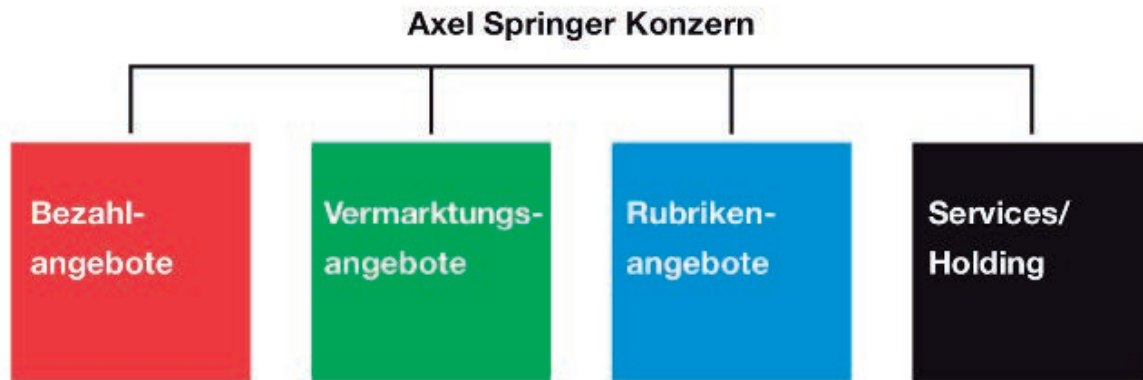 Axel Springer Konzern
Bezahl-
angebote
Vermarktungs-
angebote
Rubriken-
angebote
Services/
Holding